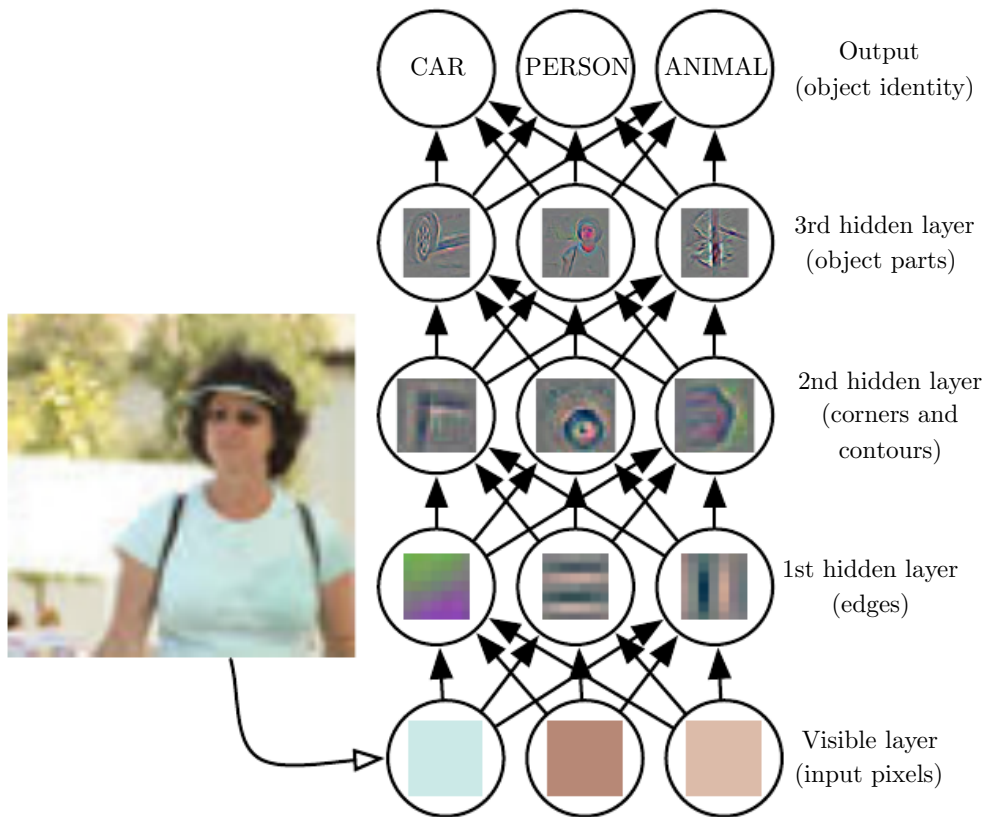 CAR
PERSON
ANIMAL
Output
(object identity)
3rd hidden layer
(object parts)
2nd hidden layer
(corners and
contours)
1st hidden layer
(edges)
Visible layer
(input pixels)